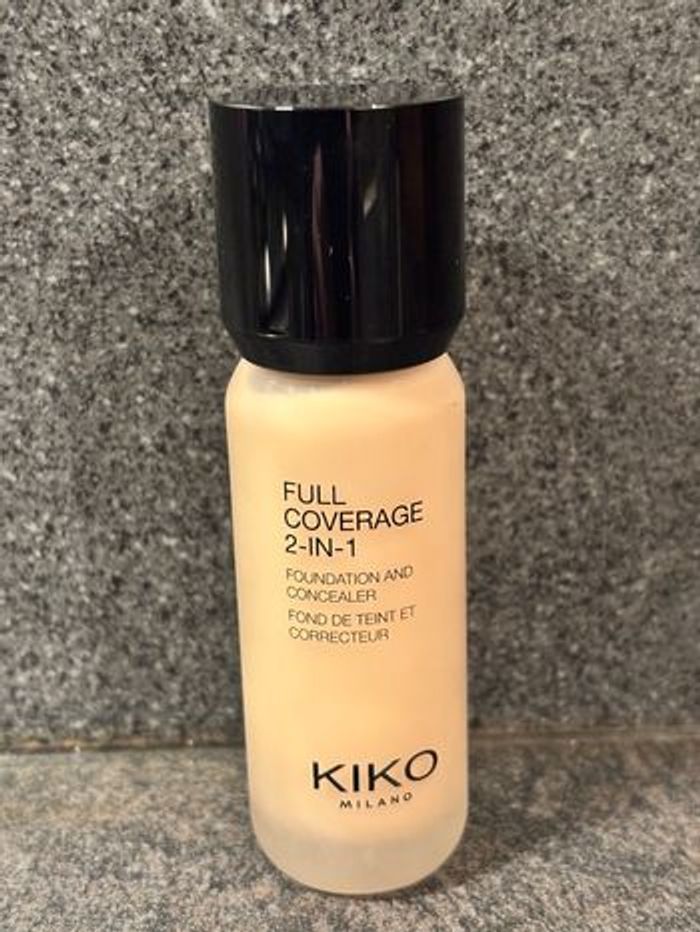 FULL
COVERAGE
2-IN-1
FOUNDATION AND
CONCEALER
FOND DE TEINT ET
CORRECTEUR
KIKO
MILANO